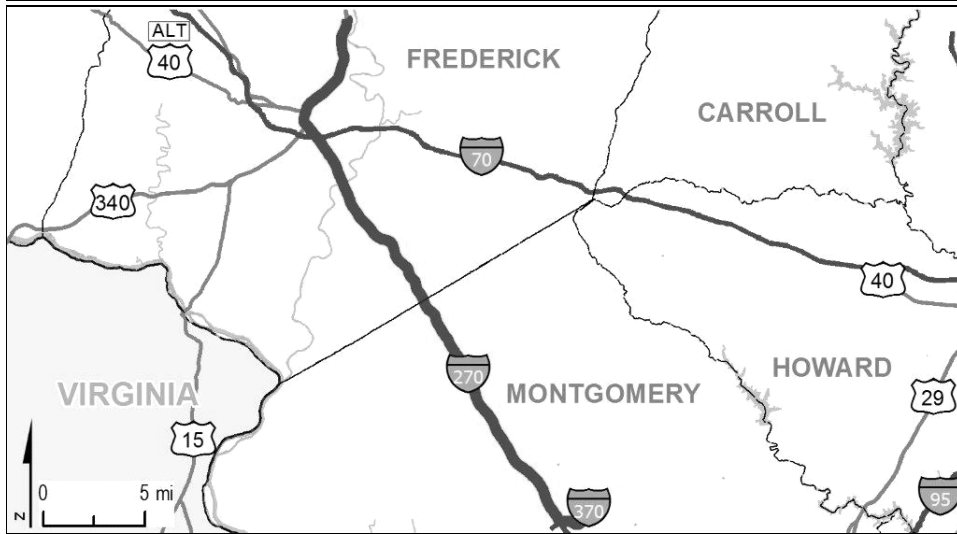 ALT
40
FREDERICK
CARROLL
70
340
40
270
VIRGINIA
MONTGOMERY
HOWARD
29
15
0 5 mi
N
95
370